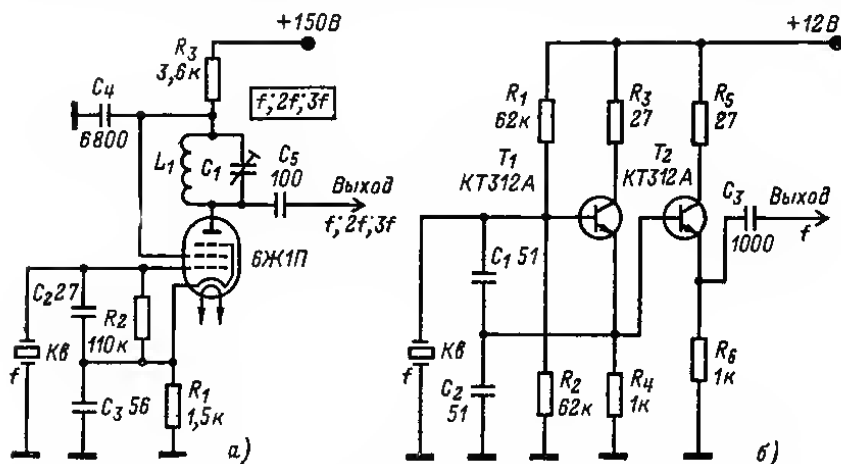 +150В
R3
3,6к
C4
6800
f; 2f; 3f
L1
C1
C5
100
Выход
f; 2f; 3f
6Ж1П
C2 27
R2
110к
Кв
f
C3 56
R1
1,5к
а)
+12В
R1
62к
R3
27
R5
27
T1
КТ312А
T2
КТ312А
C3
1000
Выход
f
C1 51
Кв
f
C2
51
R2
62к
R4
1к
R6
1к
б)